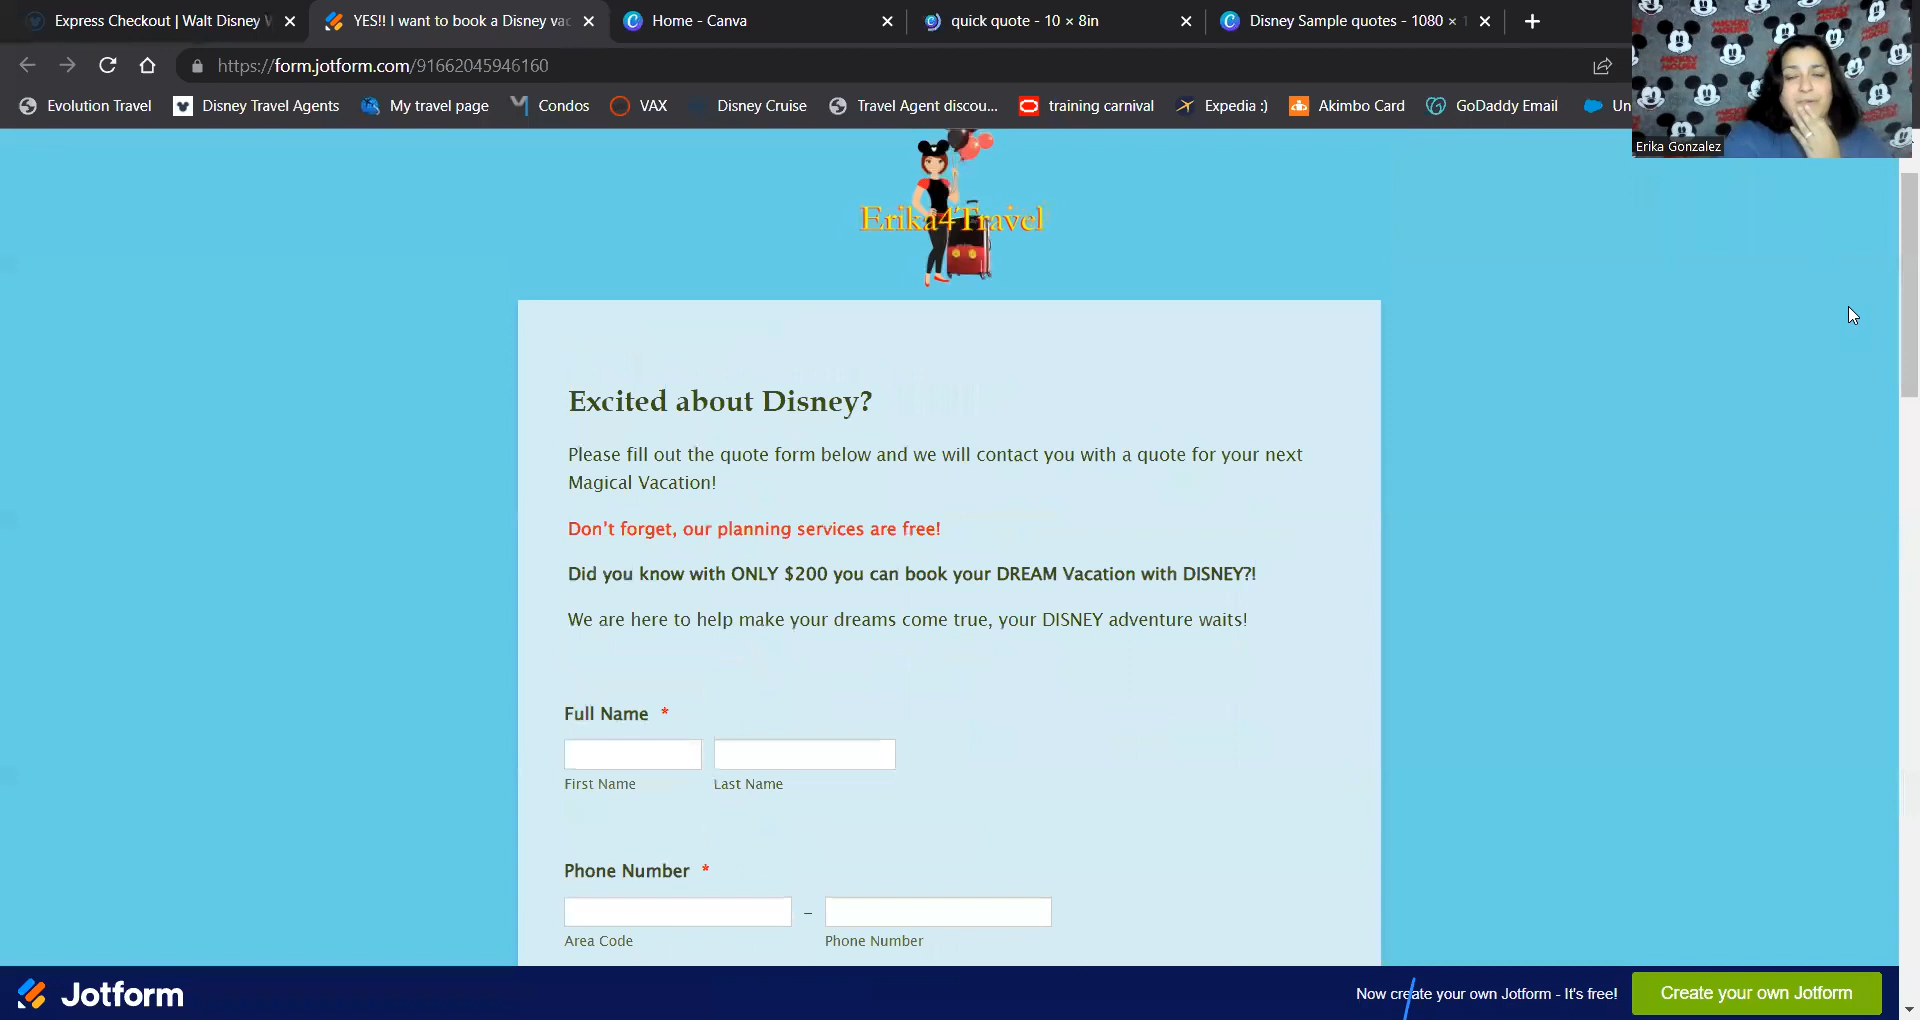 Express Checkout | Walt Disney
YES!! I want to book a Disney vac
Home - Canva
quick quote - 10 × 8in
Disney Sample quotes - 1080 ×
https://form.jotform.com/91662045946160
Evolution Travel
Disney Travel Agents
My travel page
Condos
VAX
Disney Cruise
Travel Agent discou...
training carnival
Expedia :)
Akimbo Card
GoDaddy Email
Un
Erika Gonzalez
Erika4Travel
Excited about Disney?
Please fill out the quote form below and we will contact you with a quote for your next
Magical Vacation!
Don't forget, our planning services are free!
Did you know with ONLY $200 you can book your DREAM Vacation with DISNEY?!
We are here to help make your dreams come true, your DISNEY adventure waits!
Full Name *
First Name
Last Name
Phone Number *
–
Area Code
Phone Number
Jotform
Now create your own Jotform - It's free!
Create your own Jotform